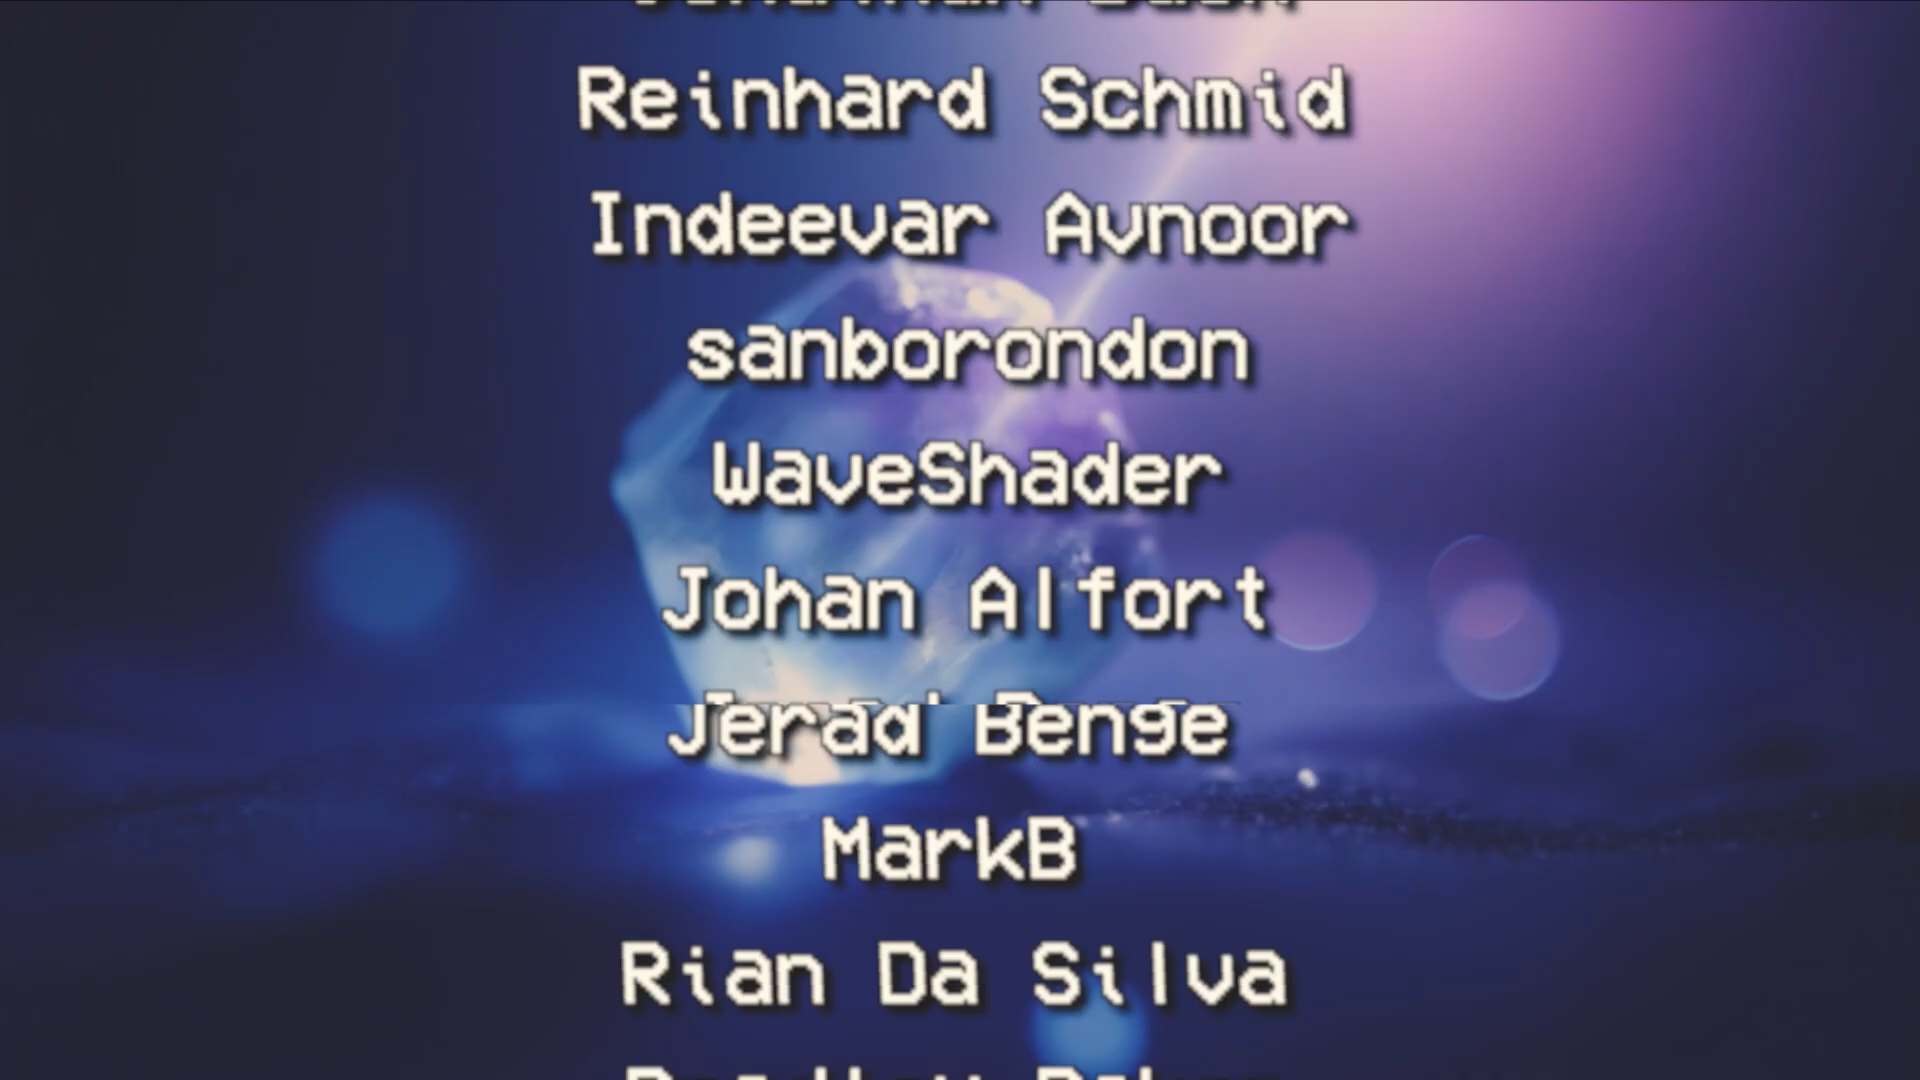 Reinhard Schmid
Indeevar Avnoor
sanborondon
WaveShader
Johan Alfort
Jerad Benge
MarkB
Rian Da Silva